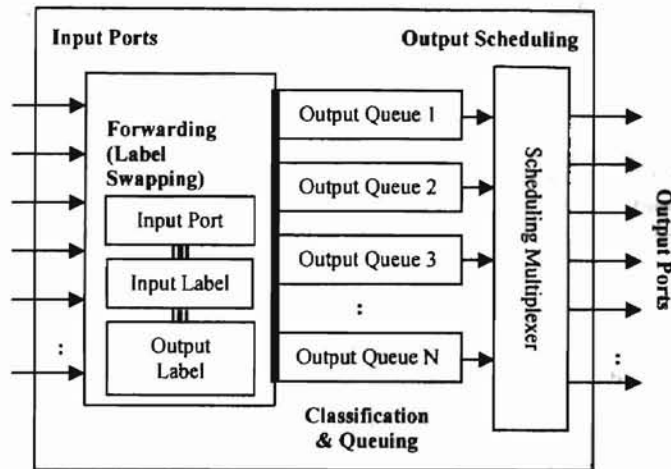 Input Ports
Output Scheduling
Forwarding
(Label
Swapping)
Input Port
Input Label
Output
Label
:
Output Queue 1
Output Queue 2
Output Queue 3
:
Output Queue N
Classification
& Queuing
Scheduling Multiplexer
Output Ports
: